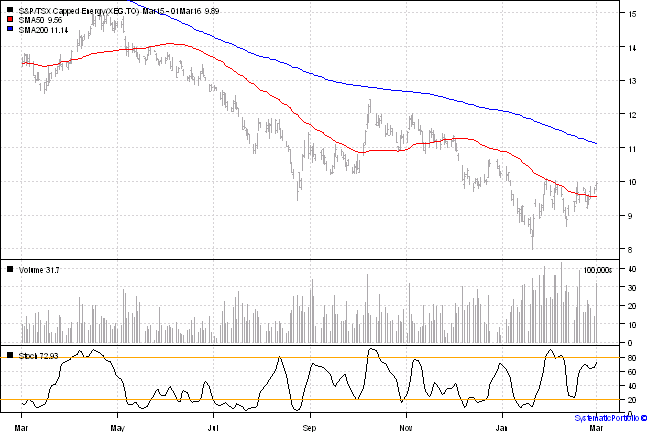 S&P/TSX Capped Energy(XEG.TO) Mar15 - 01Mar16 9.89
SMA50 9.56
SMA200 11.14
15
14
13
12
11
10
9
8
Volume 31.7
100,000s
40
30
20
10
0
Stoch 72.93
80
60
40
20
0
Mar
May
Jul
Sep
Nov
Jan
Mar
SystematicPortfolio ©